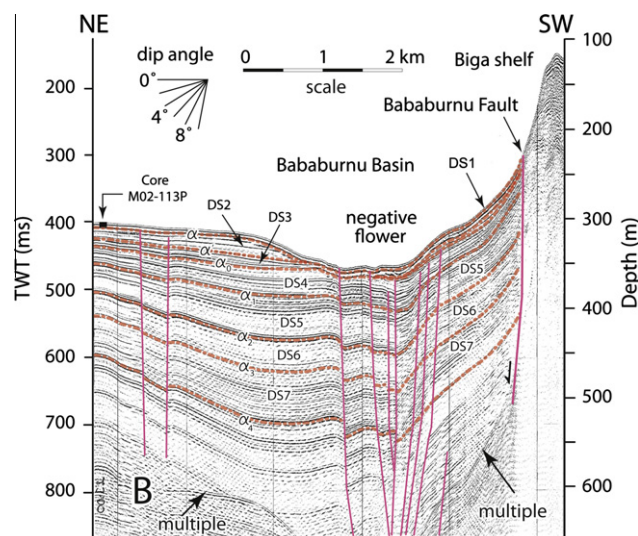 NE
SW
dip angle
0°
4°
8°
0 1 2 km
scale
Biga shelf
Bababurnu Fault
Core
M02-113P
Bababurnu Basin
DS1
DS2
DS3
negative
flower
α
α
α0
DS4
DS5
DS5
α2
DS6
DS6
α3
DS7
DS7
α4
B
multiple
multiple
TWT (ms)
200
300
400
500
600
700
800
Depth (m)
100
200
300
400
500
600